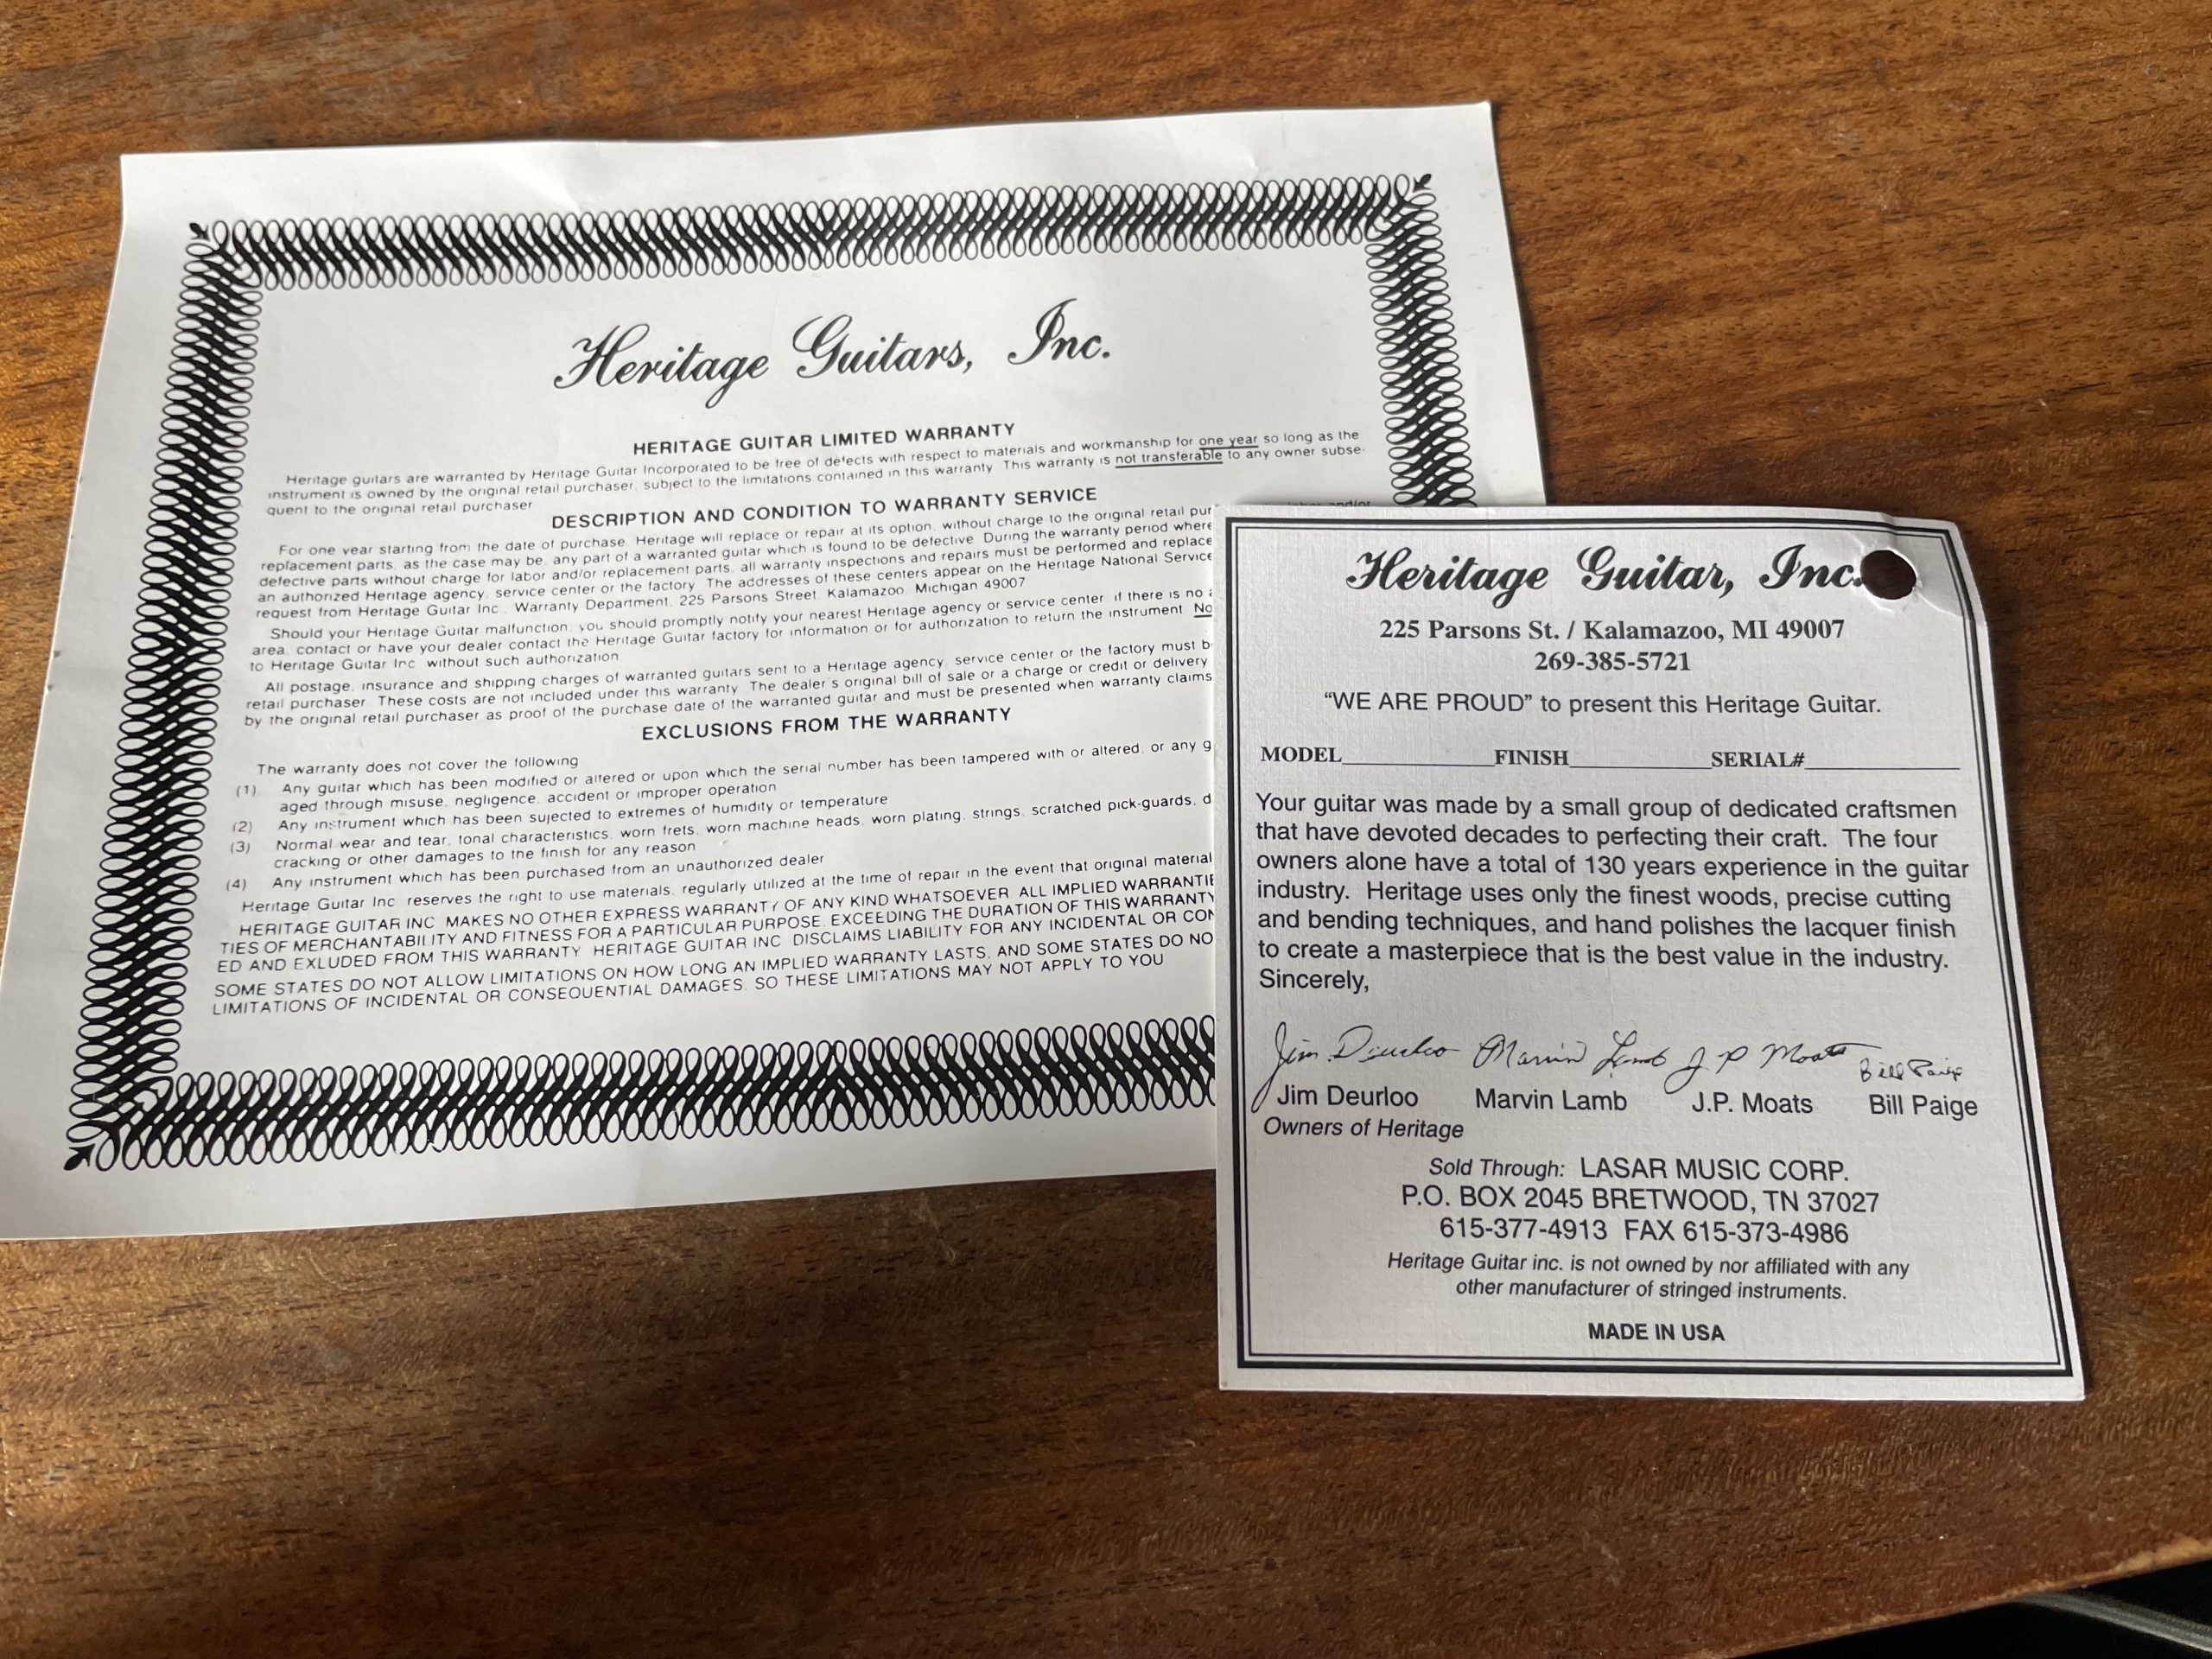 Heritage Guitars, Inc.
HERITAGE GUITAR LIMITED WARRANTY
Heritage guitars are warranted by Heritage Guitar Incorporated to be free of defects with respect to materials and workmanship for one year so long as the
instrument is owned by the original retail purchaser, subject to the limitations contained in this warranty This warranty is not transferable to any owner subse-
quent to the original retail purchaser
DESCRIPTION AND CONDITION TO WARRANTY SERVICE
For one year starting from the date of purchase Heritage will replace or repair at its option, without charge to the original retail pur
replacement parts, as the case may be, any part of a warranted guitar which is found to be defective During the warranty period where
defective parts without charge for labor and/or replacement parts, all warranty inspections and repairs must be performed and replace
an authorized Heritage agency, service center or the factory The addresses of these centers appear on the Heritage National Service
request from Heritage Guitar Inc , Warranty Department, 225 Parsons Street, Kalamazoo, Michigan 49007
Should your Heritage Guitar malfunction, you should promptly notify your nearest Heritage agency or service center, if there is no
area, contact or have your dealer contact the Heritage Guitar factory for information or for authorization to return the instrument No
to Heritage Guitar Inc without such authorization
All postage, insurance and shipping charges of warranted guitars sent to a Heritage agency, service center or the factory must b
retail purchaser These costs are not included under this warranty The dealer's original bill of sale or a charge or credit or delivery
by the original retail purchaser as proof of the purchase date of the warranted guitar and must be presented when warranty claims
EXCLUSIONS FROM THE WARRANTY
The warranty does not cover the following
(1) Any guitar which has been modified or altered or upon which the serial number has been tampered with or altered, or any g
aged through misuse, negligence, accident or improper operation
(2) Any instrument which has been sujected to extremes of humidity or temperature
(3) Normal wear and tear, tonal characteristics, worn frets, worn machine heads, worn plating, strings, scratched pick-guards, d
cracking or other damages to the finish for any reason
(4) Any instrument which has been purchased from an unauthorized dealer
Heritage Guitar Inc reserves the right to use materials, regularly utilized at the time of repair in the event that original material
HERITAGE GUITAR INC MAKES NO OTHER EXPRESS WARRANTY OF ANY KIND WHATSOEVER ALL IMPLIED WARRANTIE
TIES OF MERCHANTABILITY AND FITNESS FOR A PARTICULAR PURPOSE, EXCEEDING THE DURATION OF THIS WARRANTY
ED AND EXLUDED FROM THIS WARRANTY HERITAGE GUITAR INC DISCLAIMS LIABILITY FOR ANY INCIDENTAL OR CON
SOME STATES DO NOT ALLOW LIMITATIONS ON HOW LONG AN IMPLIED WARRANTY LASTS, AND SOME STATES DO NO
LIMITATIONS OF INCIDENTAL OR CONSEQUENTIAL DAMAGES, SO THESE LIMITATIONS MAY NOT APPLY TO YOU
Heritage Guitar, Inc.
225 Parsons St. / Kalamazoo, MI 49007
269-385-5721
“WE ARE PROUD” to present this Heritage Guitar.
MODEL____________FINISH____________SERIAL#____________
Your guitar was made by a small group of dedicated craftsmen
that have devoted decades to perfecting their craft. The four
owners alone have a total of 130 years experience in the guitar
industry. Heritage uses only the finest woods, precise cutting
and bending techniques, and hand polishes the lacquer finish
to create a masterpiece that is the best value in the industry.
Sincerely,
Jim Deurloo Marvin Lamb J. P. Moats Bill Paige
Jim Deurloo Marvin Lamb J.P. Moats Bill Paige
Owners of Heritage
Sold Through: LASAR MUSIC CORP.
P.O. BOX 2045 BRETWOOD, TN 37027
615-377-4913 FAX 615-373-4986
Heritage Guitar inc. is not owned by nor affiliated with any
other manufacturer of stringed instruments.
MADE IN USA